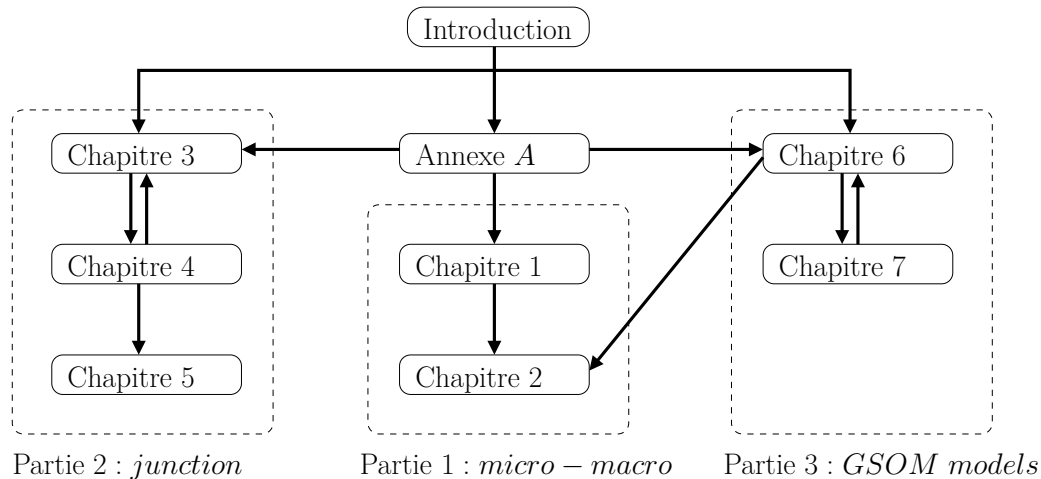 Introduction
Chapitre 3
Annexe A
Chapitre 6
Chapitre 4
Chapitre 1
Chapitre 7
Chapitre 5
Chapitre 2
Partie 2 : junction
Partie 1 : micro − macro
Partie 3 : GSOM models